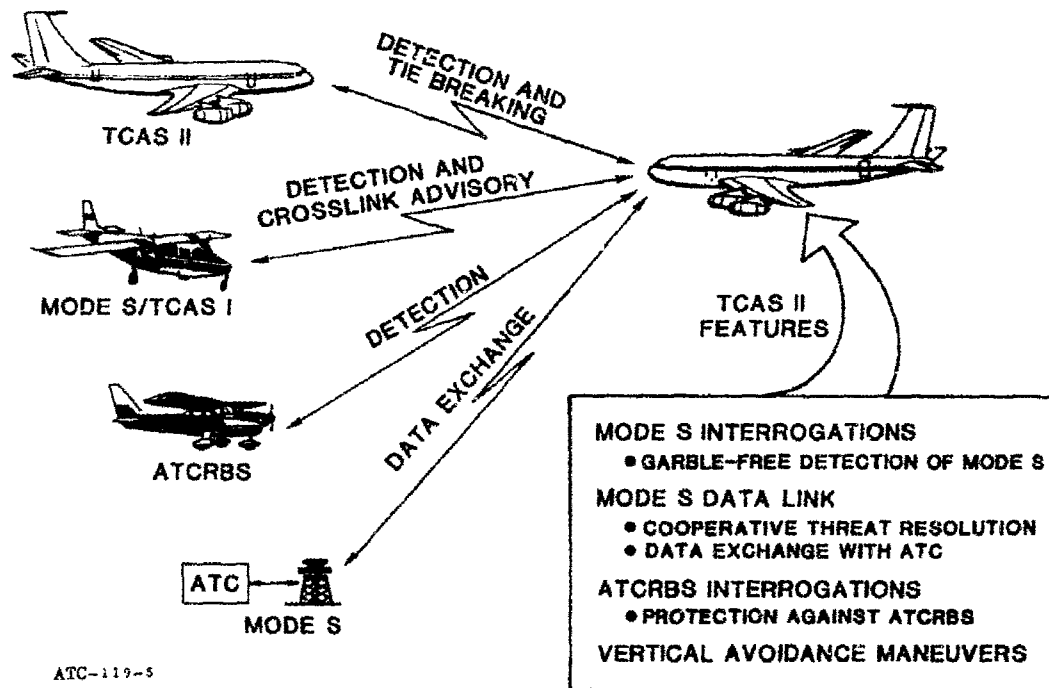 DETECTION AND
TIE BREAKING
TCAS II
DETECTION AND
CROSSLINK ADVISORY
MODE S/TCAS I
DETECTION
DATA EXCHANGE
ATCRBS
ATC
MODE S
TCAS II
FEATURES
MODE S INTERROGATIONS
• GARBLE-FREE DETECTION OF MODE S
MODE S DATA LINK
• COOPERATIVE THREAT RESOLUTION
• DATA EXCHANGE WITH ATC
ATCRBS INTERROGATIONS
• PROTECTION AGAINST ATCRBS
VERTICAL AVOIDANCE MANEUVERS
ATC-119-5